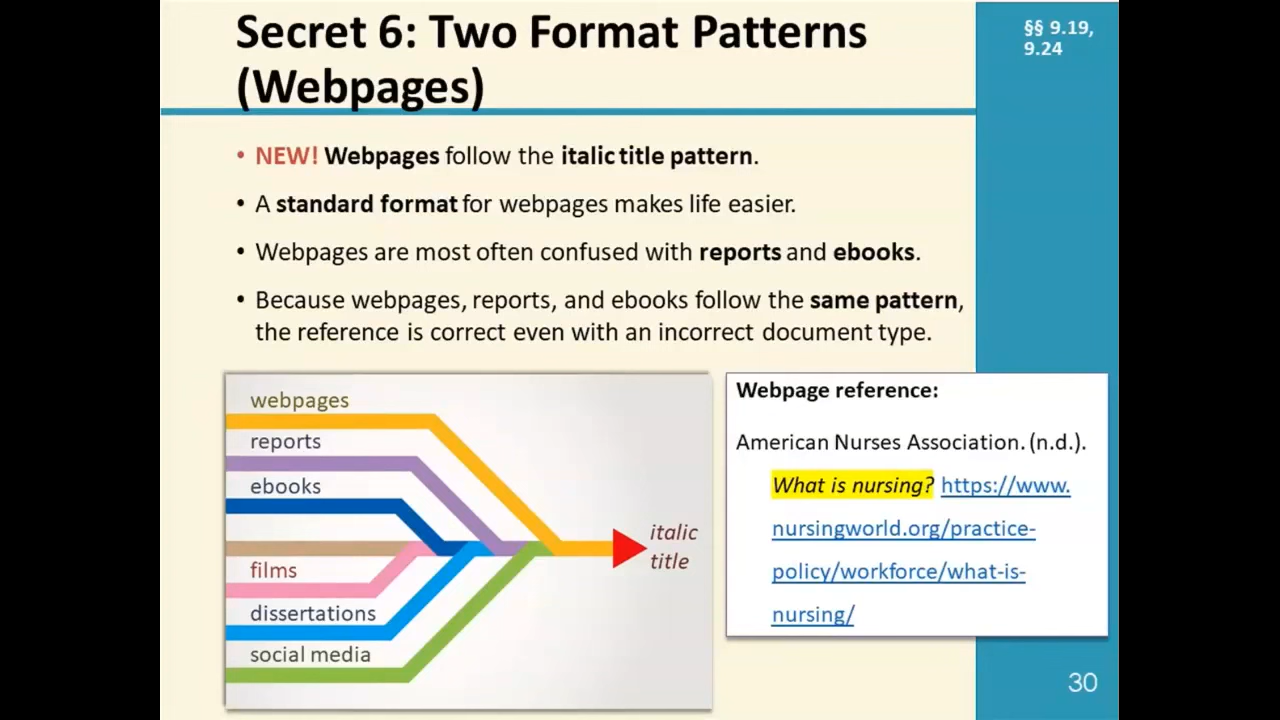 Secret 6: Two Format Patterns
(Webpages)
§§ 9.19,
9.24
• NEW! Webpages follow the italic title pattern.
• A standard format for webpages makes life easier.
• Webpages are most often confused with reports and ebooks.
• Because webpages, reports, and ebooks follow the same pattern,
the reference is correct even with an incorrect document type.
webpages
reports
ebooks
films
dissertations
social media
italic
title
Webpage reference:
American Nurses Association. (n.d.).
What is nursing? https://www.
nursingworld.org/practice-
policy/workforce/what-is-
nursing/
30